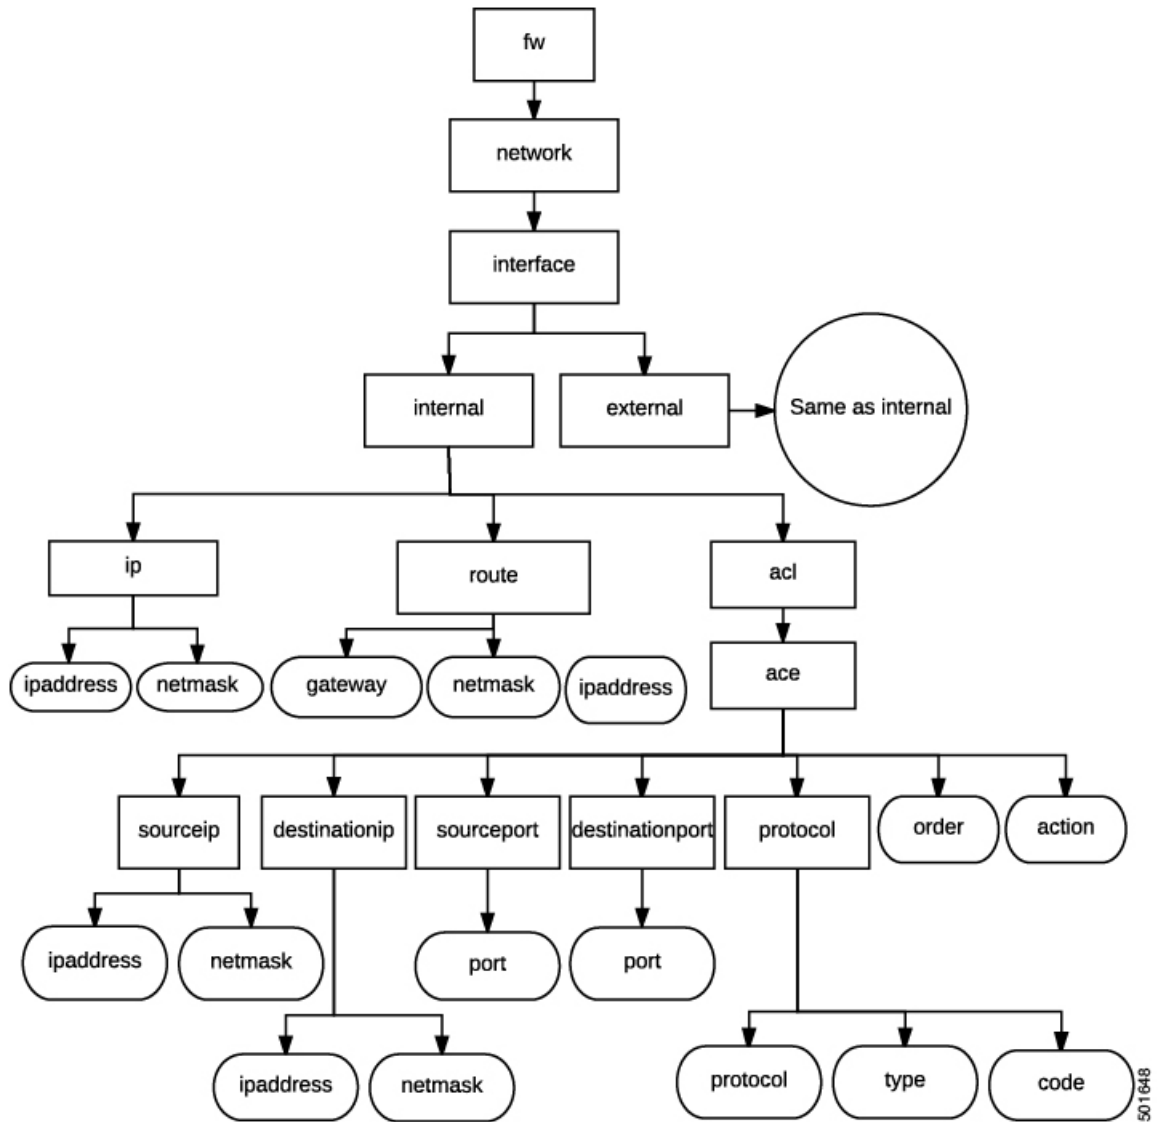 fw
network
interface
internal
external
Same as internal
ip
route
acl
ipaddress
netmask
gateway
netmask
ipaddress
ace
sourceip
destinationip
sourceport
destinationport
protocol
order
action
ipaddress
netmask
port
port
ipaddress
netmask
protocol
type
code
501648